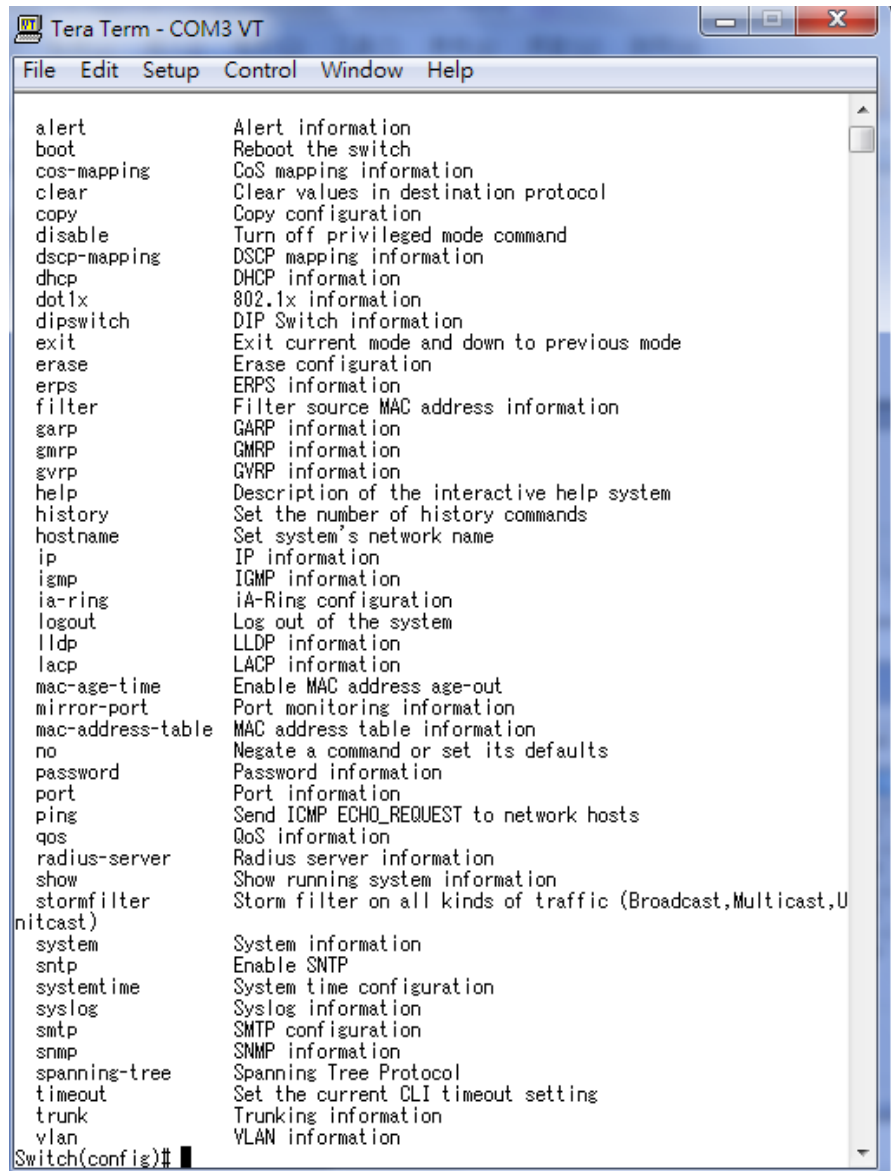 Tera Term - COM3 VT
File Edit Setup Control Window Help
alert Alert information
boot Reboot the switch
cos-mapping CoS mapping information
clear Clear values in destination protocol
copy Copy configuration
disable Turn off privileged mode command
dscp-mapping DSCP mapping information
dhcp DHCP information
dot1x 802.1x information
dipswitch DIP Switch information
exit Exit current mode and down to previous mode
erase Erase configuration
erps ERPS information
filter Filter source MAC address information
garp GARP information
gmrp GMRP information
gvrp GVRP information
help Description of the interactive help system
history Set the number of history commands
hostname Set system's network name
ip IP information
igmp IGMP information
ia-ring iA-Ring configuration
logout Log out of the system
lldp LLDP information
lacp LACP information
mac-age-time Enable MAC address age-out
mirror-port Port monitoring information
mac-address-table MAC address table information
no Negate a command or set its defaults
password Password information
port Port information
ping Send ICMP ECHO_REQUEST to network hosts
qos QoS information
radius-server Radius server information
show Show running system information
stormfilter Storm filter on all kinds of traffic (Broadcast,Multicast,U
nitcast)
system System information
sntp Enable SNTP
systemtime System time configuration
syslog Syslog information
smtp SMTP configuration
snmp SNMP information
spanning-tree Spanning Tree Protocol
timeout Set the current CLI timeout setting
trunk Trunking information
vlan VLAN information
Switch(config)#